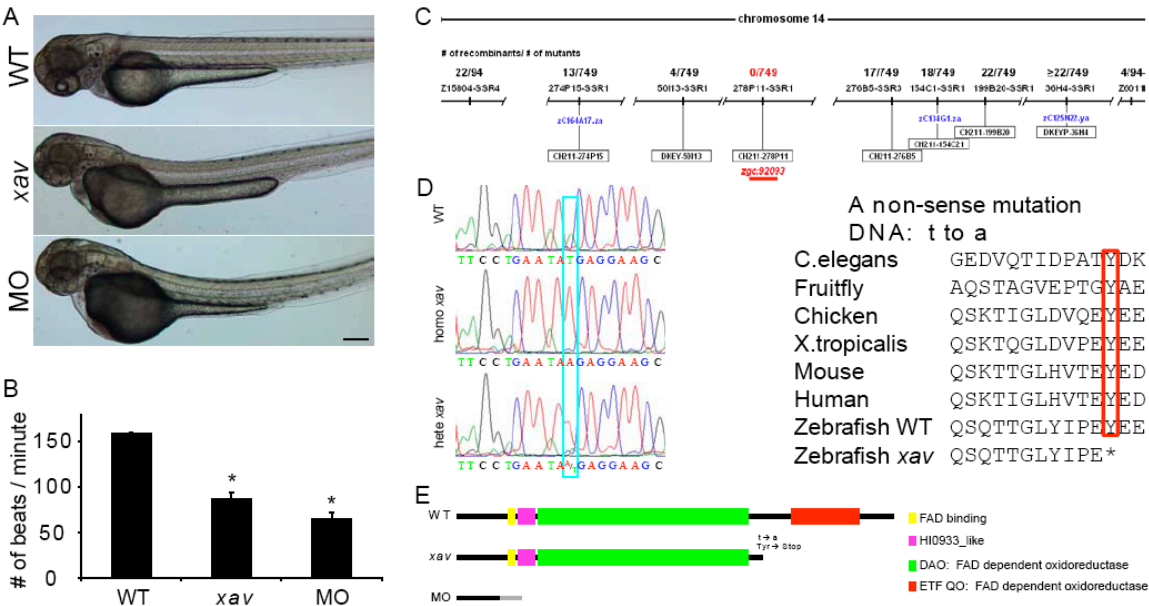 A
WT
xav
MO
B
# of beats / minute
150
100
50
0
*
*
WT
xav
MO
C
chromosome 14
# of recombinants/ # of mutants
22/94
13/749
4/749
0/749
17/749
18/749
22/749
≥22/749
4/94
Z15804-SSR4
274P15-SSR1
50I13-SSR1
278P11-SSR1
276B5-SSR3
154C1-SSR1
199B20-SSR1
36H4-SSR1
zC164A17.za
zC134G1.za
zC125N22.ya
CH211-274P15
DKEY-50I13
CH211-278P11
CH211-276B5
CH211-154C21
CH211-199B20
DKEYP-36H4
zgc:92093
D
WT
TTCCTGAATATGAGGAAGC
homo xav
TTCCTGAATAAGAGGAAGC
hete xav
TTCCTGAATAA/TGAGGAAGC
A non-sense mutation
DNA: t to a
C.elegans GEDVQTIDPATYDK
Fruitfly AQSTAGVEPTGYAE
Chicken QSKTIGLDVQEYEE
X.tropicalis QSKTQGLDVPEYEE
Mouse QSKTTGLHVTEYED
Human QSKTIGLHVTEYED
Zebrafish WT QSQTTGLYIPEYEE
Zebrafish xav QSQTTGLYIPE*
E
WT
xav
t → a
Tyr → Stop
MO
FAD binding
HI0933_like
DAO: FAD dependent oxidoreductase
ETF QO: FAD dependent oxidoreductase